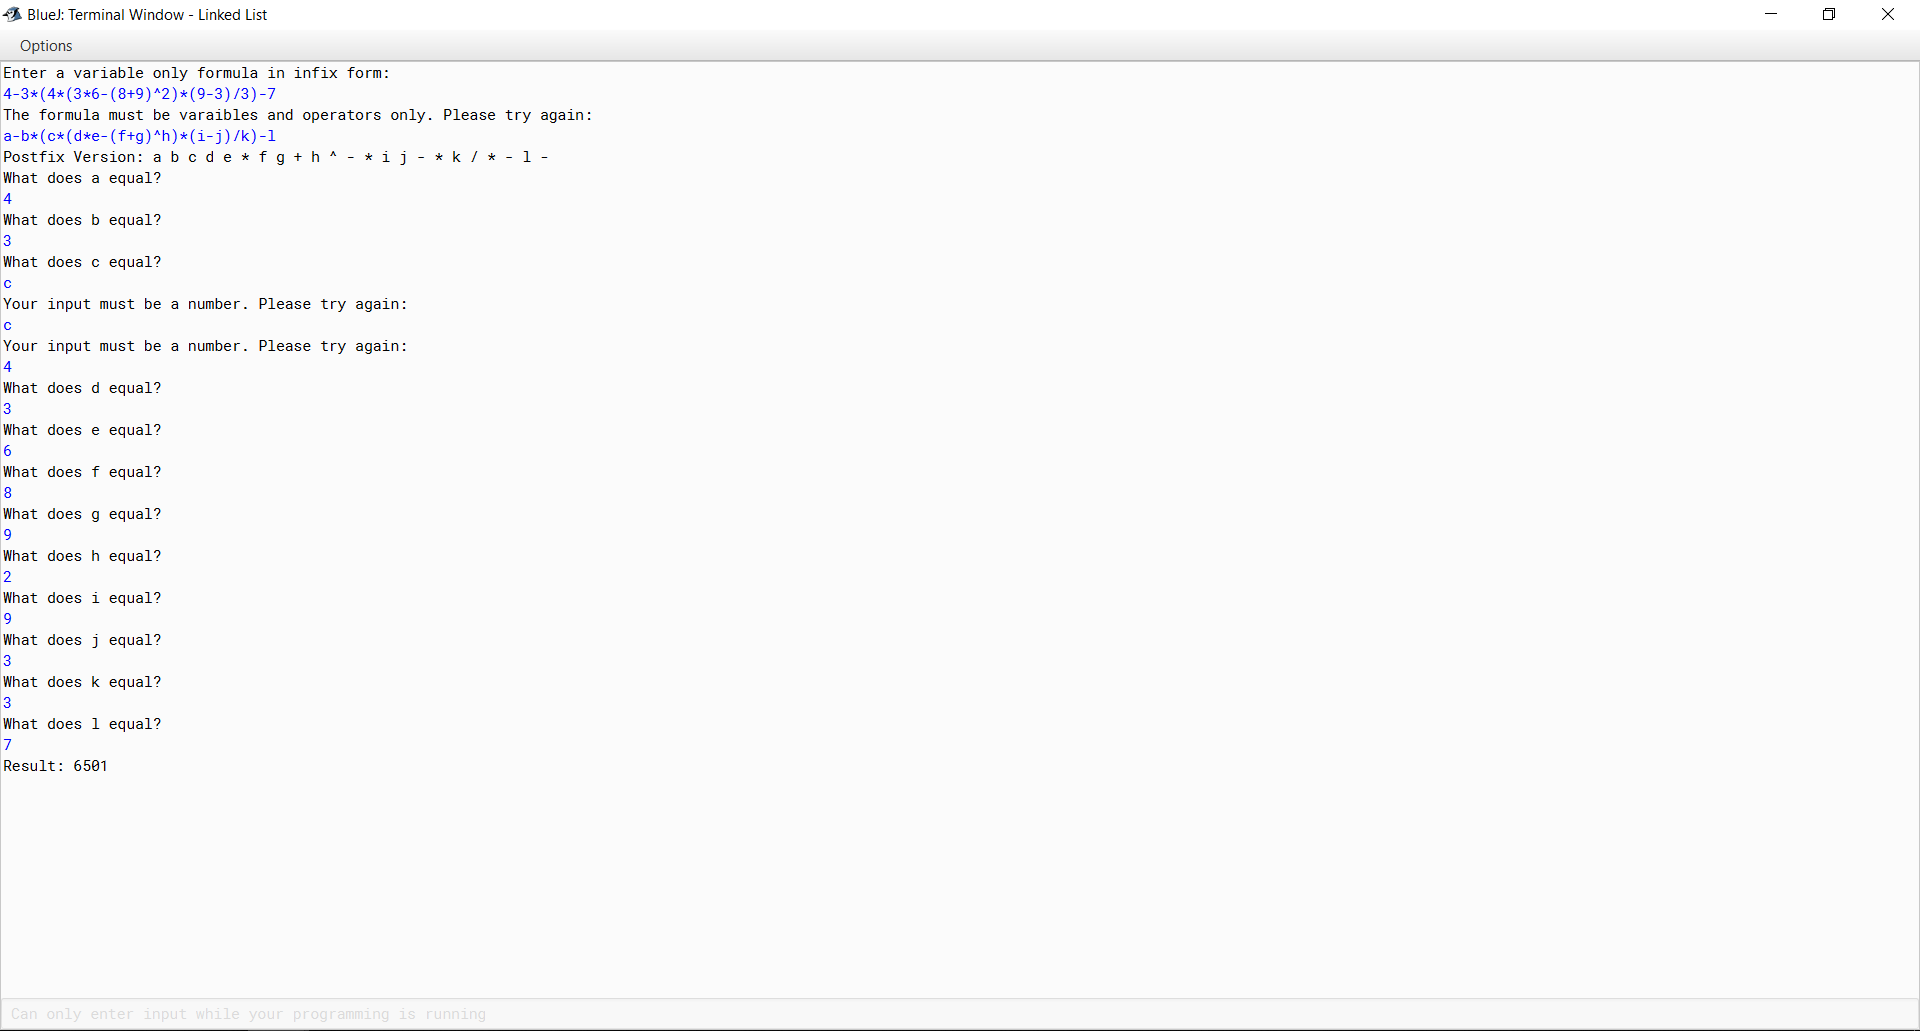 BlueJ: Terminal Window - Linked List
Options
Enter a variable only formula in infix form:
4-3*(4*(3*6-(8+9)^2)*(9-3)/3)-7
The formula must be varaibles and operators only. Please try again:
a-b*(c*(d*e-(f+g)^h)*(i-j)/k)-l
Postfix Version: a b c d e * f g + h ^ - * i j - * k / * - l -
What does a equal?
4
What does b equal?
3
What does c equal?
c
Your input must be a number. Please try again:
c
Your input must be a number. Please try again:
4
What does d equal?
3
What does e equal?
6
What does f equal?
8
What does g equal?
9
What does h equal?
2
What does i equal?
9
What does j equal?
3
What does k equal?
3
What does l equal?
7
Result: 6501
Can only enter input while your programming is running